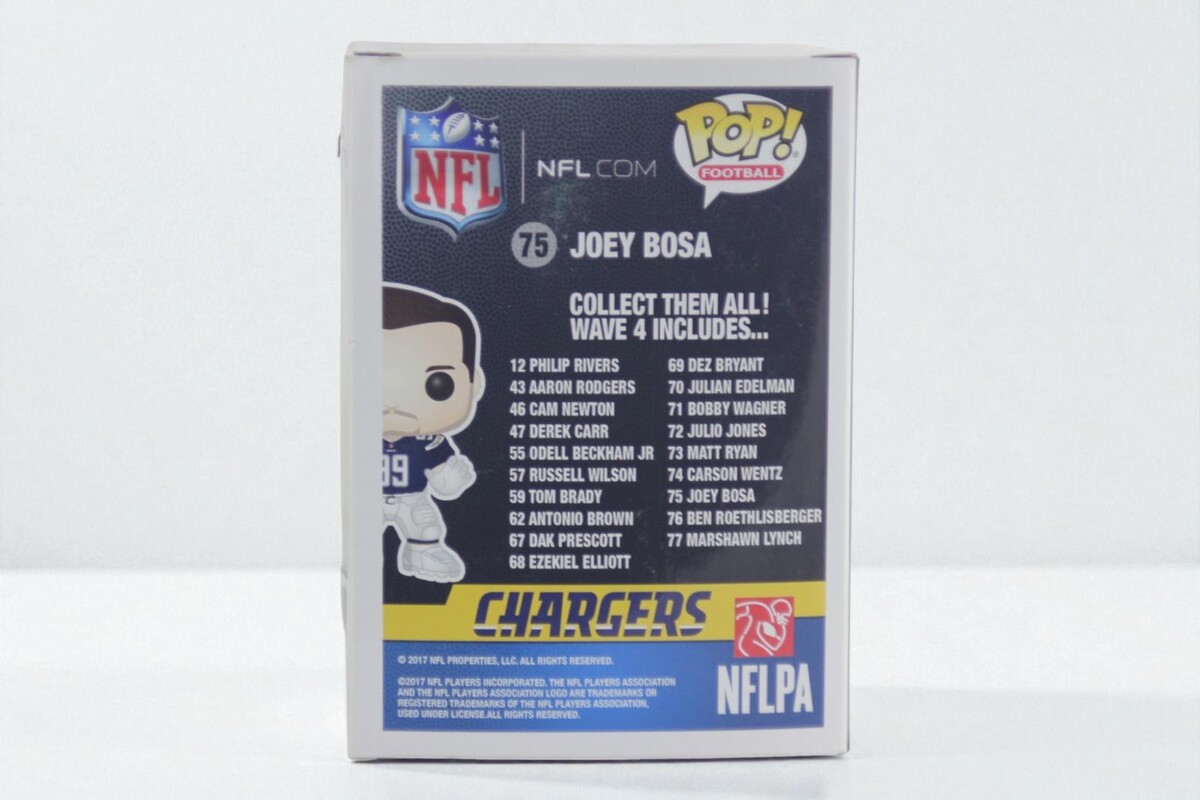 NFL
NFL.COM
POP!
FOOTBALL
75 JOEY BOSA
COLLECT THEM ALL!
WAVE 4 INCLUDES...
12 PHILIP RIVERS
43 AARON RODGERS
46 CAM NEWTON
47 DEREK CARR
55 ODELL BECKHAM JR
57 RUSSELL WILSON
59 TOM BRADY
62 ANTONIO BROWN
67 DAK PRESCOTT
68 EZEKIEL ELLIOTT
69 DEZ BRYANT
70 JULIAN EDELMAN
71 BOBBY WAGNER
72 JULIO JONES
73 MATT RYAN
74 CARSON WENTZ
75 JOEY BOSA
76 BEN ROETHLISBERGER
77 MARSHAWN LYNCH
99
CHARGERS
© 2017 NFL PROPERTIES, LLC. ALL RIGHTS RESERVED.
©2017 NFL PLAYERS INCORPORATED. THE NFL PLAYERS ASSOCIATION
AND THE NFL PLAYERS ASSOCIATION LOGO ARE TRADEMARKS OR
REGISTERED TRADEMARKS OF THE NFL PLAYERS ASSOCIATION,
USED UNDER LICENSE.ALL RIGHTS RESERVED.
NFLPA